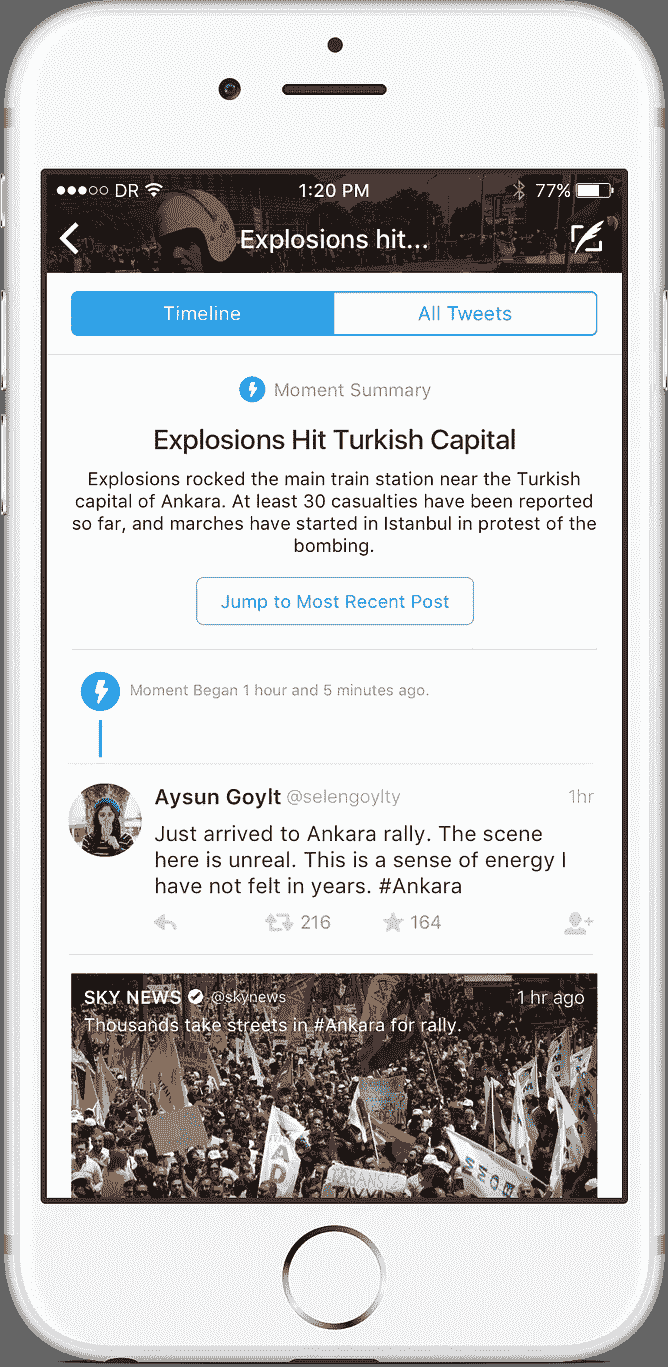 DR 1:20 PM 77%
Explosions hit...
Timeline All Tweets
Moment Summary
Explosions Hit Turkish Capital
Explosions rocked the main train station near the Turkish
capital of Ankara. At least 30 casualties have been reported
so far, and marches have started in Istanbul in protest of the
bombing.
Jump to Most Recent Post
Moment Began 1 hour and 5 minutes ago.
Aysun Goylt @selengoylty 1hr
Just arrived to Ankara rally. The scene
here is unreal. This is a sense of energy I
have not felt in years. #Ankara
216 164
SKY NEWS @skynews 1 hr ago
Thousands take streets in #Ankara for rally.